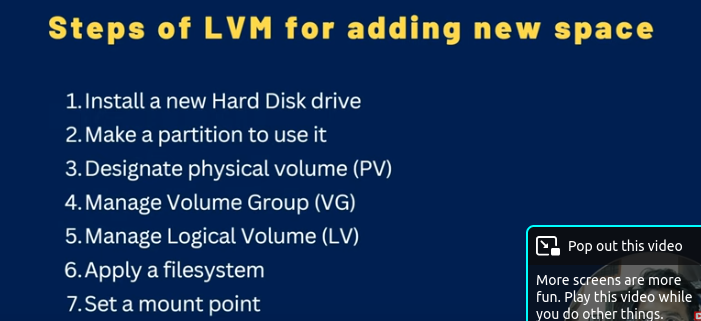 Steps of LVM for adding new space
1. Install a new Hard Disk drive
2. Make a partition to use it
3. Designate physical volume (PV)
4. Manage Volume Group (VG)
5. Manage Logical Volume (LV)
6. Apply a filesystem
7. Set a mount point
Pop out this video
More screens are more
fun. Play this video while
you do other things.